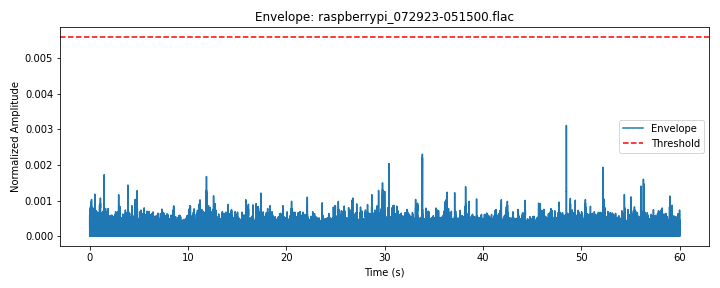 Envelope: raspberrypi_072923-051500.flac
Normalized Amplitude
0.005
0.004
0.003
0.002
0.001
0.000
Envelope
Threshold
0
10
20
30
40
50
60
Time (s)